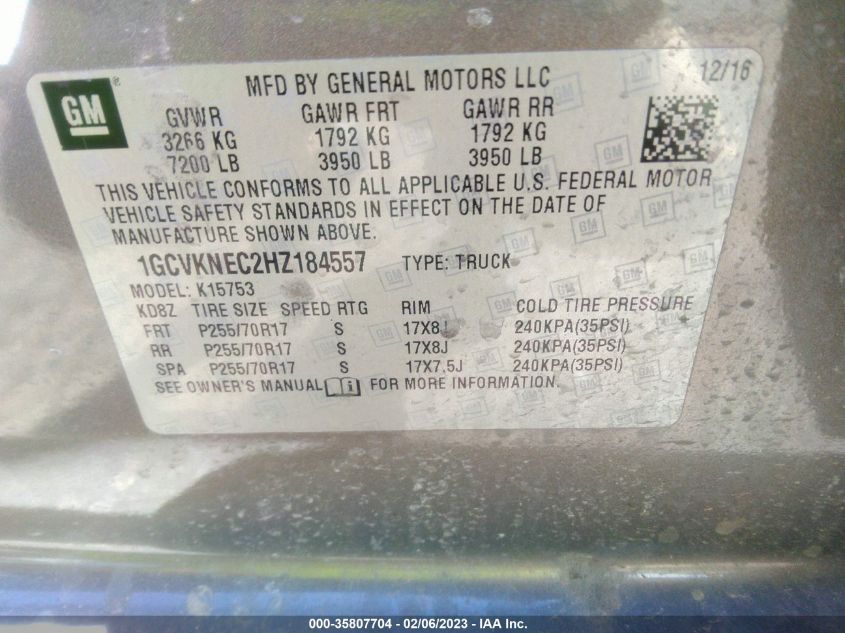 GM ®
MFD BY GENERAL MOTORS LLC 12/16
GVWR GAWR FRT GAWR RR
3266 KG 1792 KG 1792 KG
7200 LB 3950 LB 3950 LB
THIS VEHICLE CONFORMS TO ALL APPLICABLE U.S. FEDERAL MOTOR
VEHICLE SAFETY STANDARDS IN EFFECT ON THE DATE OF
MANUFACTURE SHOWN ABOVE.
1GCVKNEC2HZ184557 TYPE: TRUCK
MODEL: K15753
KD8Z TIRE SIZE SPEED RTG RIM COLD TIRE PRESSURE
FRT P255/70R17 S 17X8J 240KPA(35PSI)
RR P255/70R17 S 17X8J 240KPA(35PSI)
SPA P255/70R17 S 17X7.5J 240KPA(35PSI)
SEE OWNER'S MANUAL FOR MORE INFORMATION.
000-35807704 - 02/06/2023 - IAA Inc.